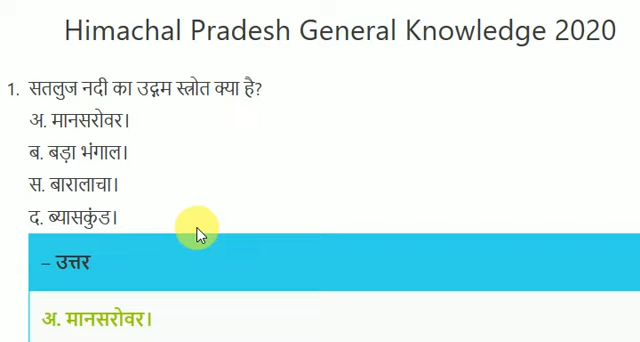 Himachal Pradesh General Knowledge 2020
1. सतलुज नदी का उद्गम स्त्रोत क्या है?
अ. मानसरोवर।
ब. बड़ा भंगाल।
स. बारालाचा।
द. ब्यासकुंड।
– उत्तर
अ. मानसरोवर।